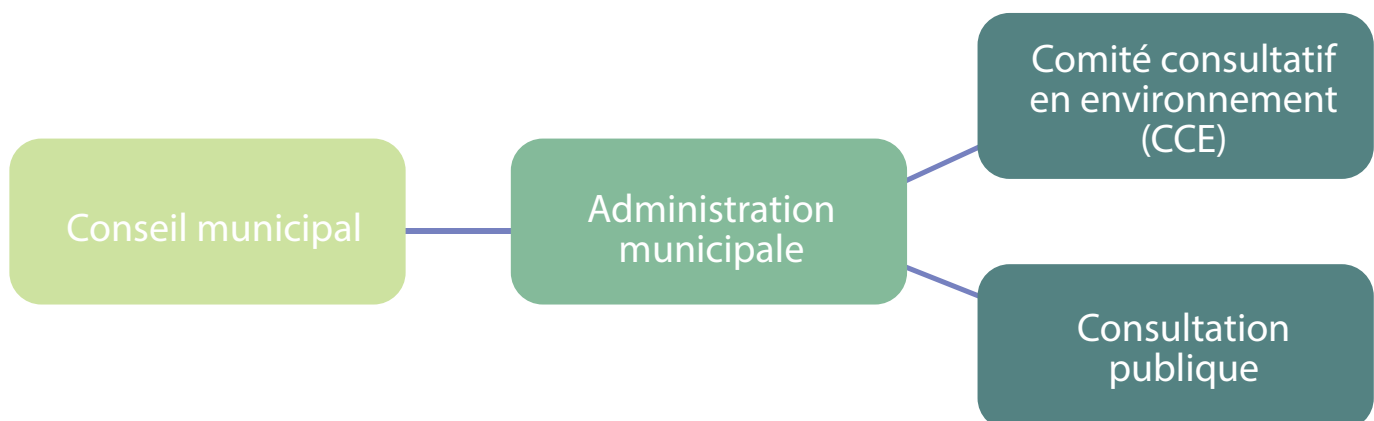 Conseil municipal
Administration
municipale
Comité consultatif
en environnement
(CCE)
Consultation
publique